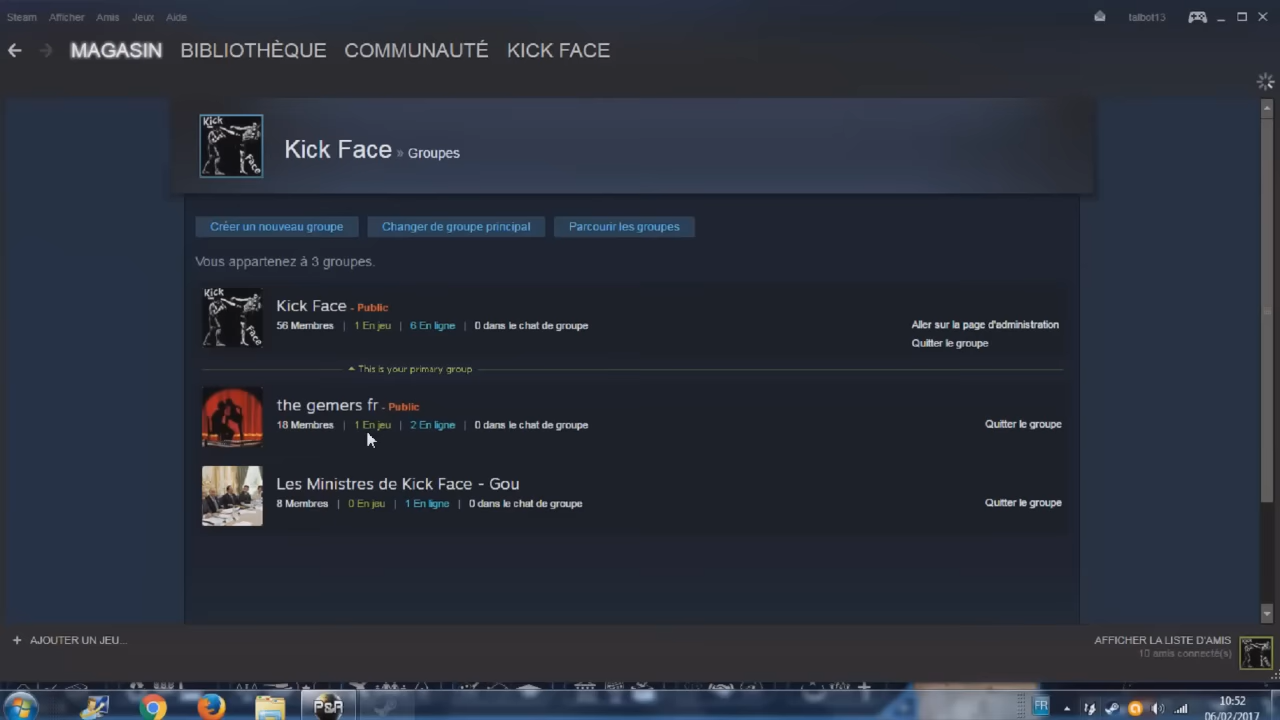 Steam Afficher Amis Jeux Aide
talbot13
MAGASIN BIBLIOTHÈQUE COMMUNAUTÉ KICK FACE
Kick Face
Kick Face » Groupes
Créer un nouveau groupe Changer de groupe principal Parcourir les groupes
Vous appartenez à 3 groupes.
Kick Face
Kick Face - Public
56 Membres | 1 En jeu | 6 En ligne | 0 dans le chat de groupe
Aller sur la page d'administration
Quitter le groupe
This is your primary group
the gemers fr - Public
18 Membres | 1 En jeu | 2 En ligne | 0 dans le chat de groupe
Quitter le groupe
Les Ministres de Kick Face - Gou
8 Membres | 0 En jeu | 1 En ligne | 0 dans le chat de groupe
Quitter le groupe
+ AJOUTER UN JEU...
AFFICHER LA LISTE D'AMIS
10 amis connecté(s)
FR
10:52
06/02/2017